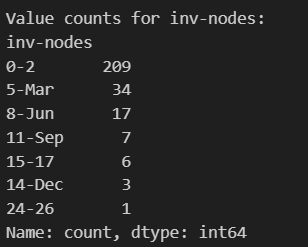 Value counts for inv-nodes:
inv-nodes
0-2 209
5-Mar 34
8-Jun 17
11-Sep 7
15-17 6
14-Dec 3
24-26 1
Name: count, dtype: int64